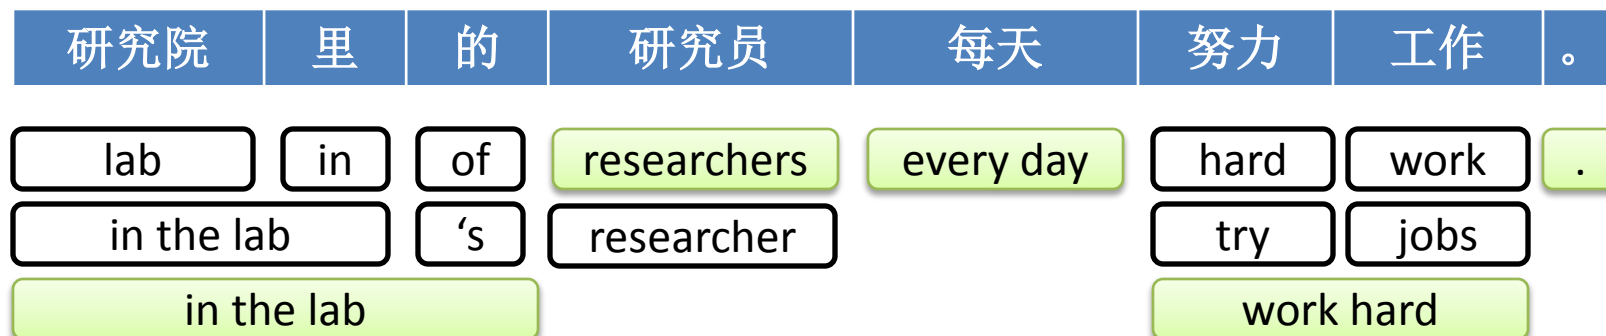 研究院 里 的 研究员 每天 努力 工作 。
lab in of researchers every day hard work .
in the lab ‘s researcher try jobs
in the lab work hard